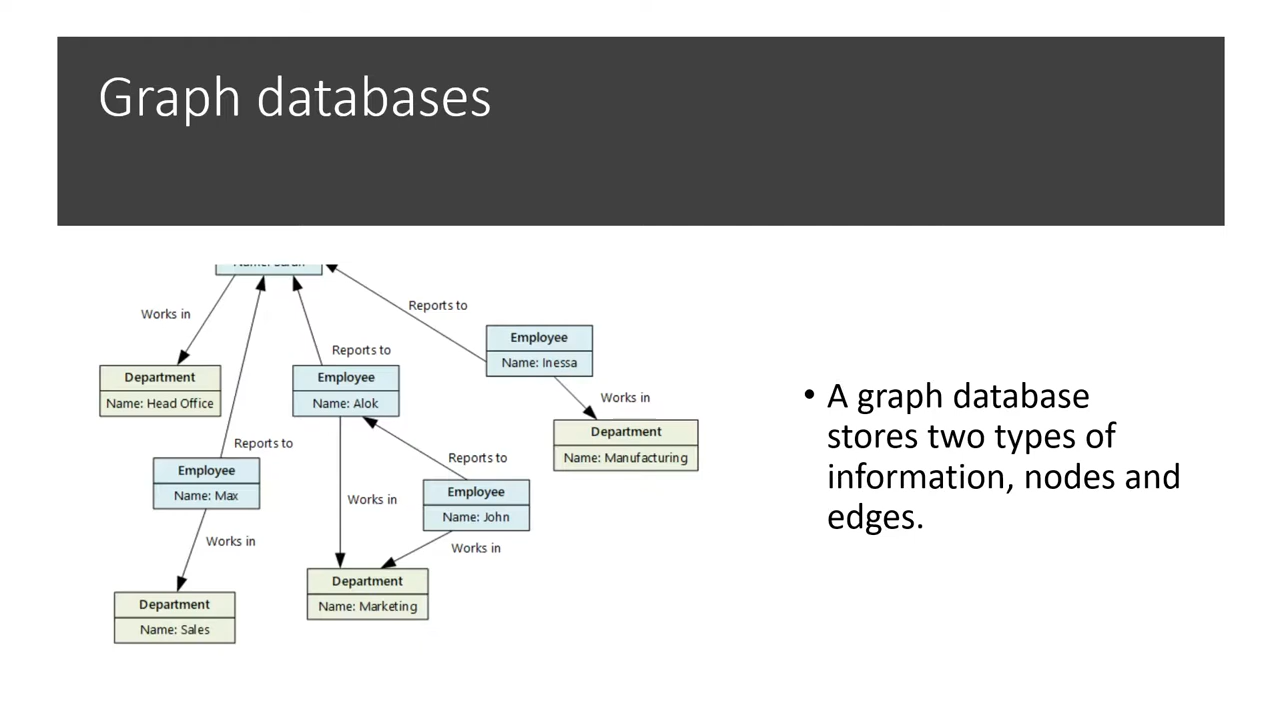 Graph databases
Works in
Reports to
Employee
Name: Inessa
Reports to
Department
Name: Head Office
Employee
Name: Alok
Works in
Department
Name: Manufacturing
Reports to
Employee
Name: Max
Reports to
Works in
Employee
Name: John
Works in
Works in
Department
Name: Marketing
Department
Name: Sales
• A graph database
stores two types of
information, nodes and
edges.